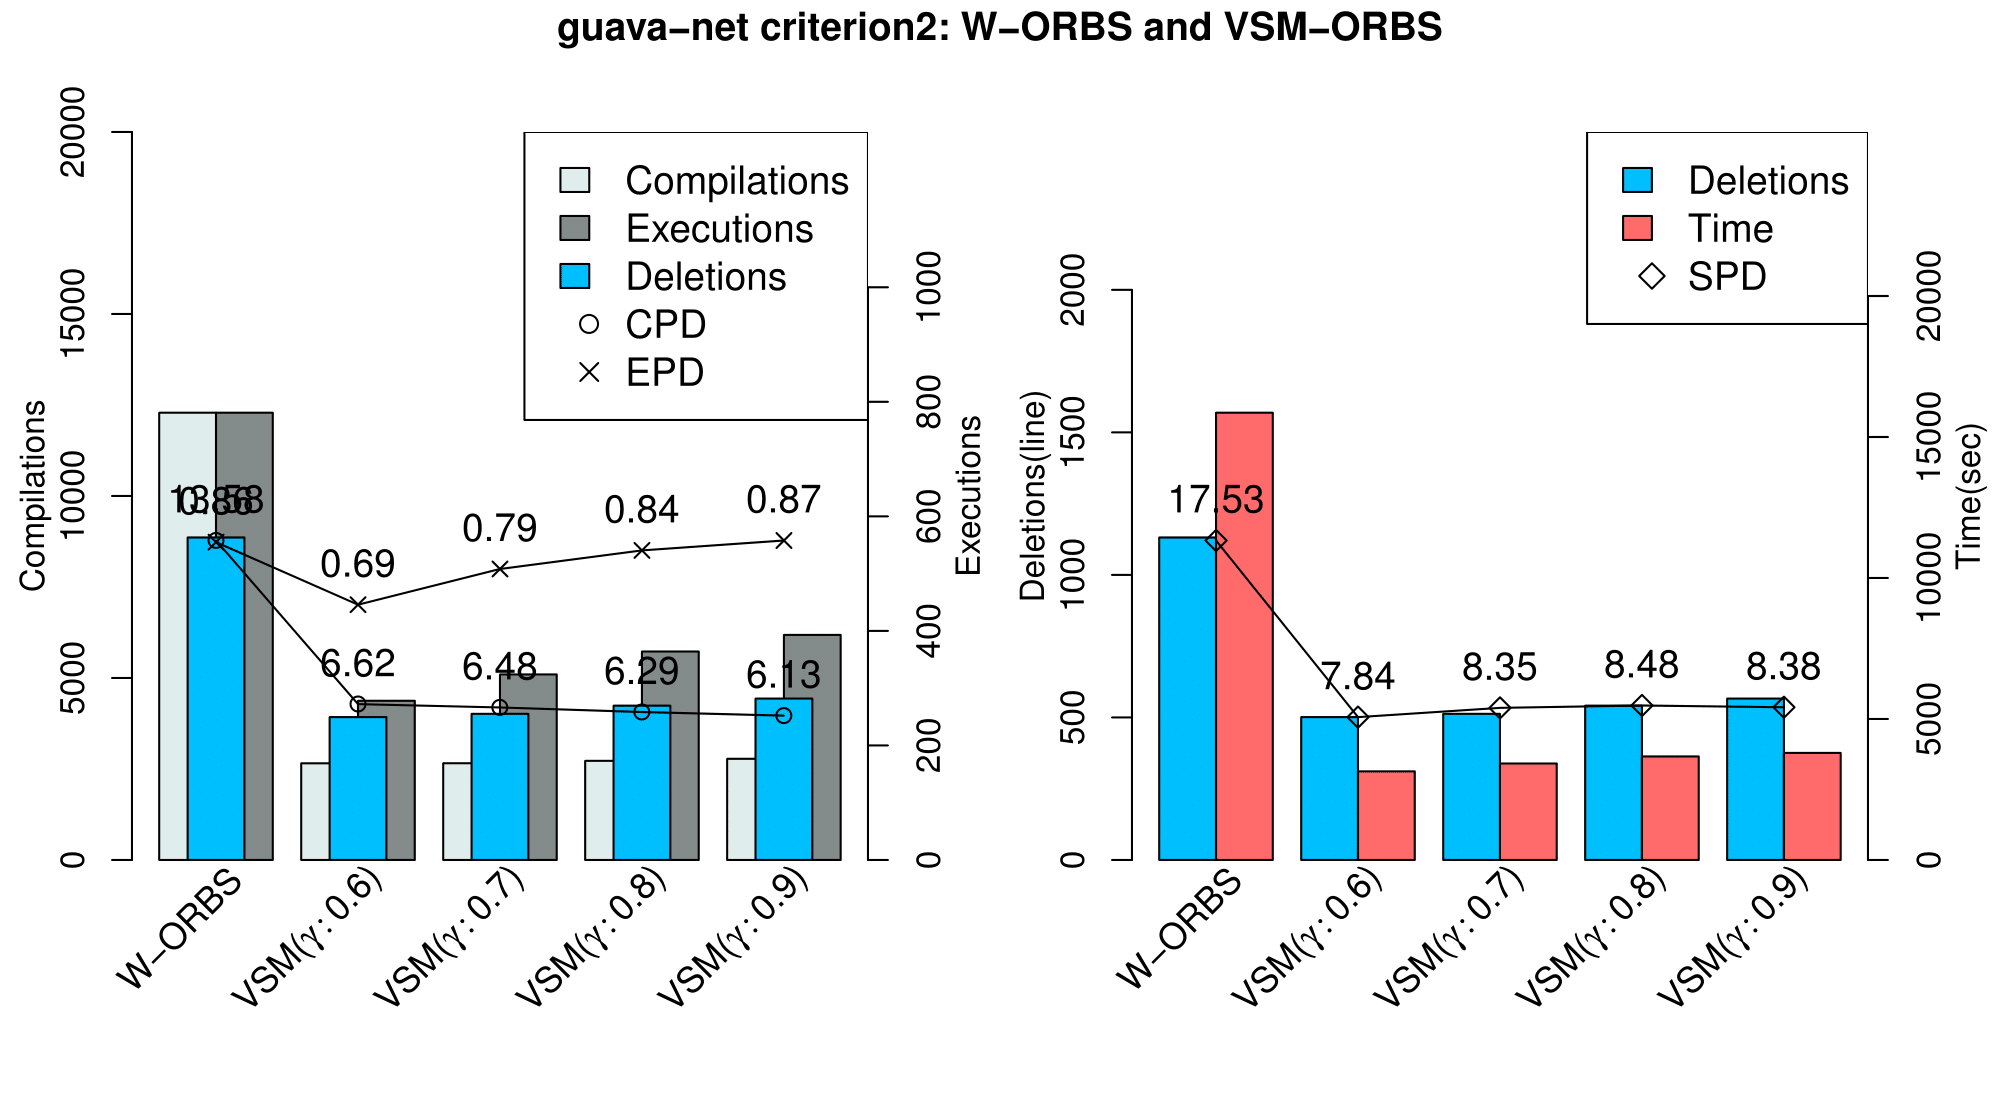 guava−net criterion2: W−ORBS and VSM−ORBS
Compilations
0
5000
10000
15000
20000
Compilations
Executions
Deletions
CPD
EPD
13.58
0.86
0.69
0.79
0.84
0.87
6.62
6.48
6.29
6.13
0
200
400
600
800
1000
Executions
W−ORBS
VSM(γ: 0.6)
VSM(γ: 0.7)
VSM(γ: 0.8)
VSM(γ: 0.9)
Deletions(line)
0
500
1000
1500
2000
Deletions
Time
SPD
17.53
7.84
8.35
8.48
8.38
0
5000
10000
15000
20000
Time(sec)
W−ORBS
VSM(γ: 0.6)
VSM(γ: 0.7)
VSM(γ: 0.8)
VSM(γ: 0.9)